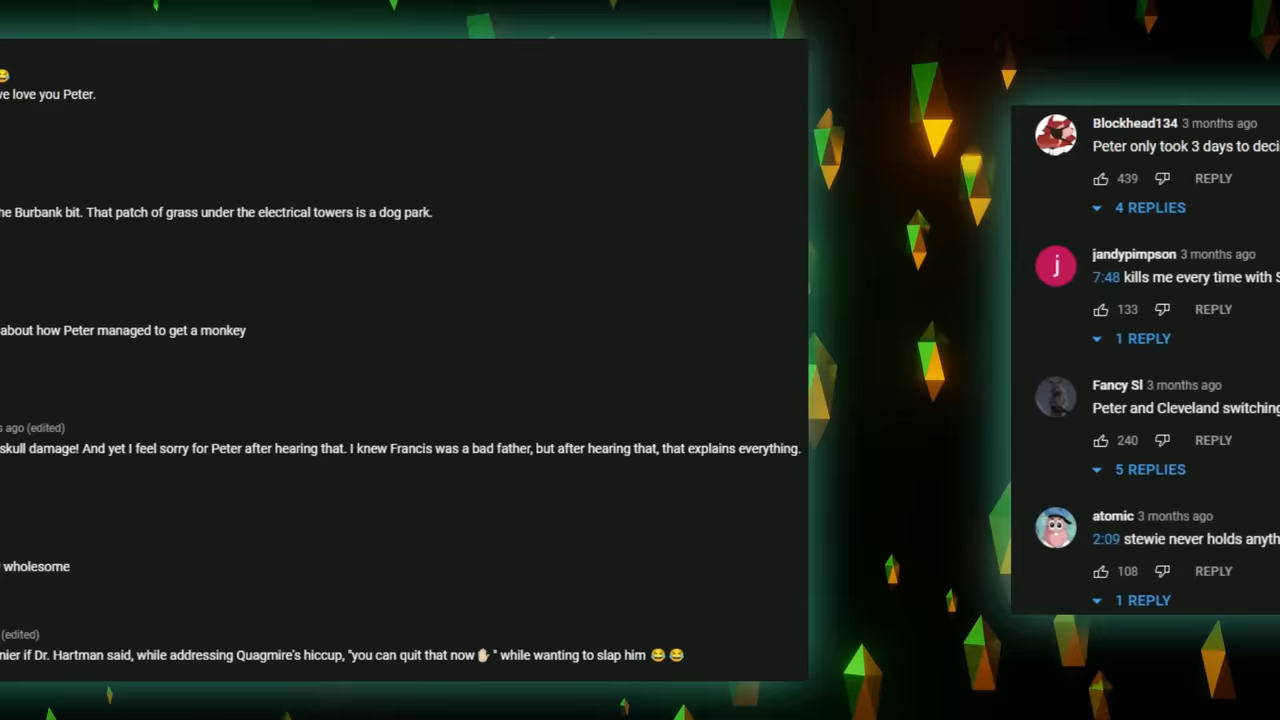 we love you Peter.
he Burbank bit. That patch of grass under the electrical towers is a dog park.
about how Peter managed to get a monkey
s ago (edited)
skull damage! And yet I feel sorry for Peter after hearing that. I knew Francis was a bad father, but after hearing that, that explains everything.
wholesome
(edited)
nier if Dr. Hartman said, while addressing Quagmire's hiccup, "you can quit that now✋🏻" while wanting to slap him 😂 😂
Blockhead134 3 months ago
Peter only took 3 days to deci
439 REPLY
4 REPLIES
j
jandypimpson 3 months ago
7:48 kills me every time with S
133 REPLY
1 REPLY
Fancy Sl 3 months ago
Peter and Cleveland switching
240 REPLY
5 REPLIES
atomic 3 months ago
2:09 stewie never holds anyth
108 REPLY
1 REPLY